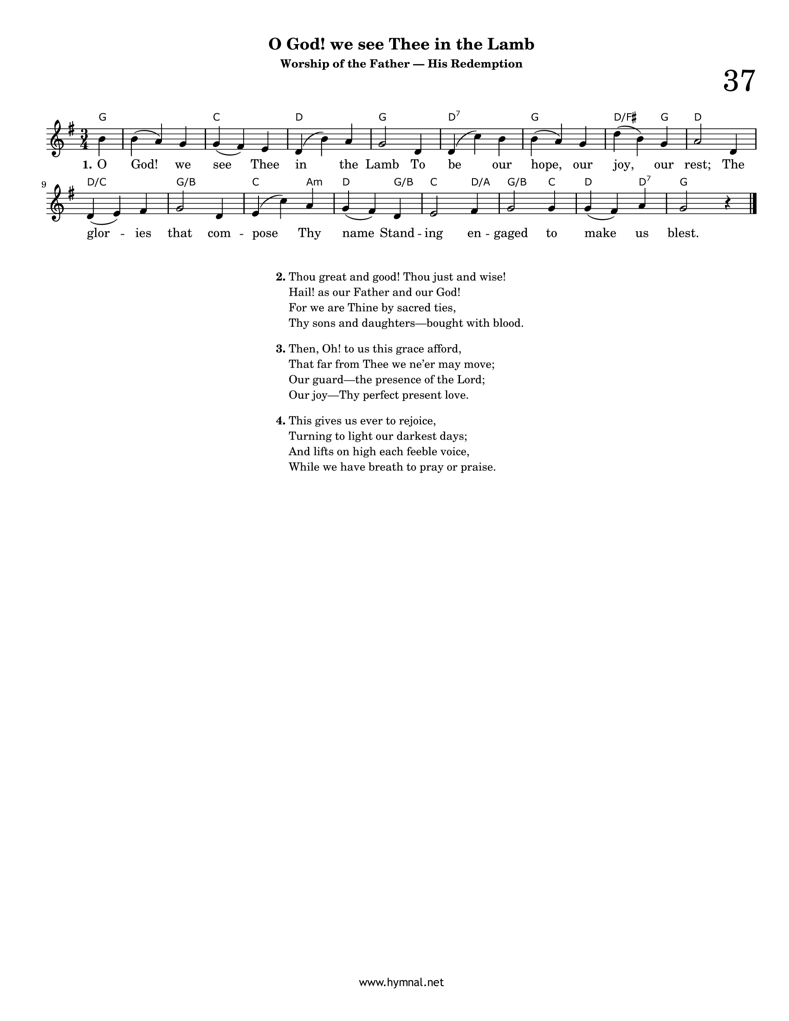 O God! we see Thee in the Lamb
Worship of the Father — His Redemption
37
G C D G D7 G D/F♯ G D
1. O God! we see Thee in the Lamb To be our hope, our joy, our rest; The
9
D/C G/B C Am D G/B C D/A G/B C D D7 G
glor - ies that com - pose Thy name Stand - ing en - gaged to make us blest.
2. Thou great and good! Thou just and wise!
Hail! as our Father and our God!
For we are Thine by sacred ties,
Thy sons and daughters—bought with blood.
3. Then, Oh! to us this grace afford,
That far from Thee we ne'er may move;
Our guard—the presence of the Lord;
Our joy—Thy perfect present love.
4. This gives us ever to rejoice,
Turning to light our darkest days;
And lifts on high each feeble voice,
While we have breath to pray or praise.
www.hymnal.net